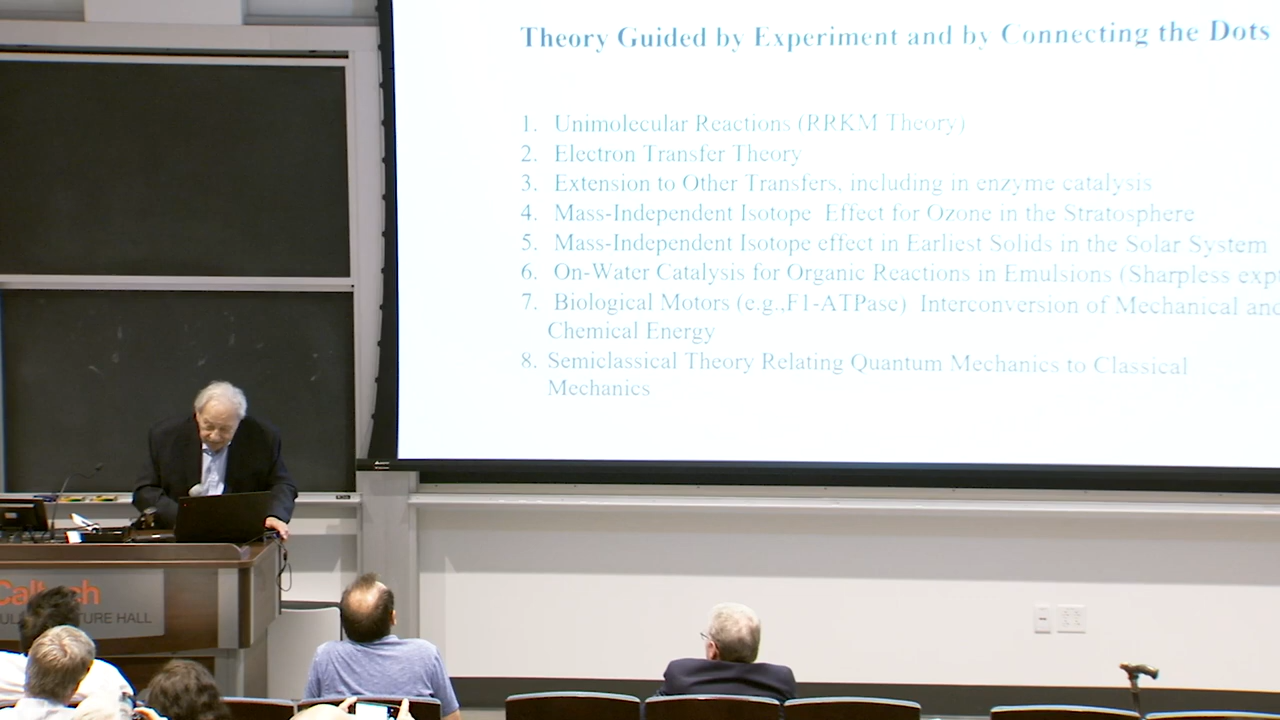 Theory Guided by Experiment and by Connecting the Dots
1. Unimolecular Reactions (RRKM Theory)
2. Electron Transfer Theory
3. Extension to Other Transfers, including in enzyme catalysis
4. Mass-Independent Isotope Effect for Ozone in the Stratosphere
5. Mass-Independent Isotope effect in Earliest Solids in the Solar System
6. On-Water Catalysis for Organic Reactions in Emulsions (Sharpless
7. Biological Motors (e.g.,F1-ATPase) Interconversion of Mechanical and
Chemical Energy
8. Semiclassical Theory Relating Quantum Mechanics to Classical
Mechanics
HALL